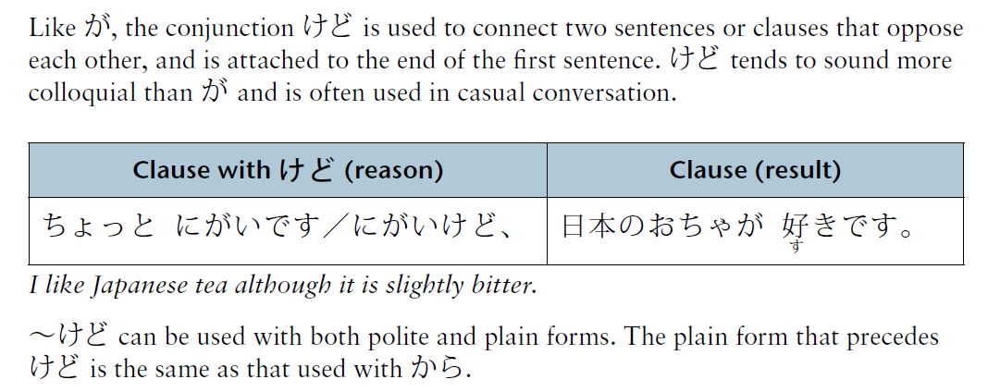 Like が, the conjunction けど is used to connect two sentences or clauses that oppose
each other, and is attached to the end of the first sentence. けど tends to sound more
colloquial than が and is often used in casual conversation.
Clause with けど (reason)
Clause (result)
ちょっと にがいです／にがいけど、
日本のおちゃが 好きです。
す
I like Japanese tea although it is slightly bitter.
〜けど can be used with both polite and plain forms. The plain form that precedes
けど is the same as that used with から.